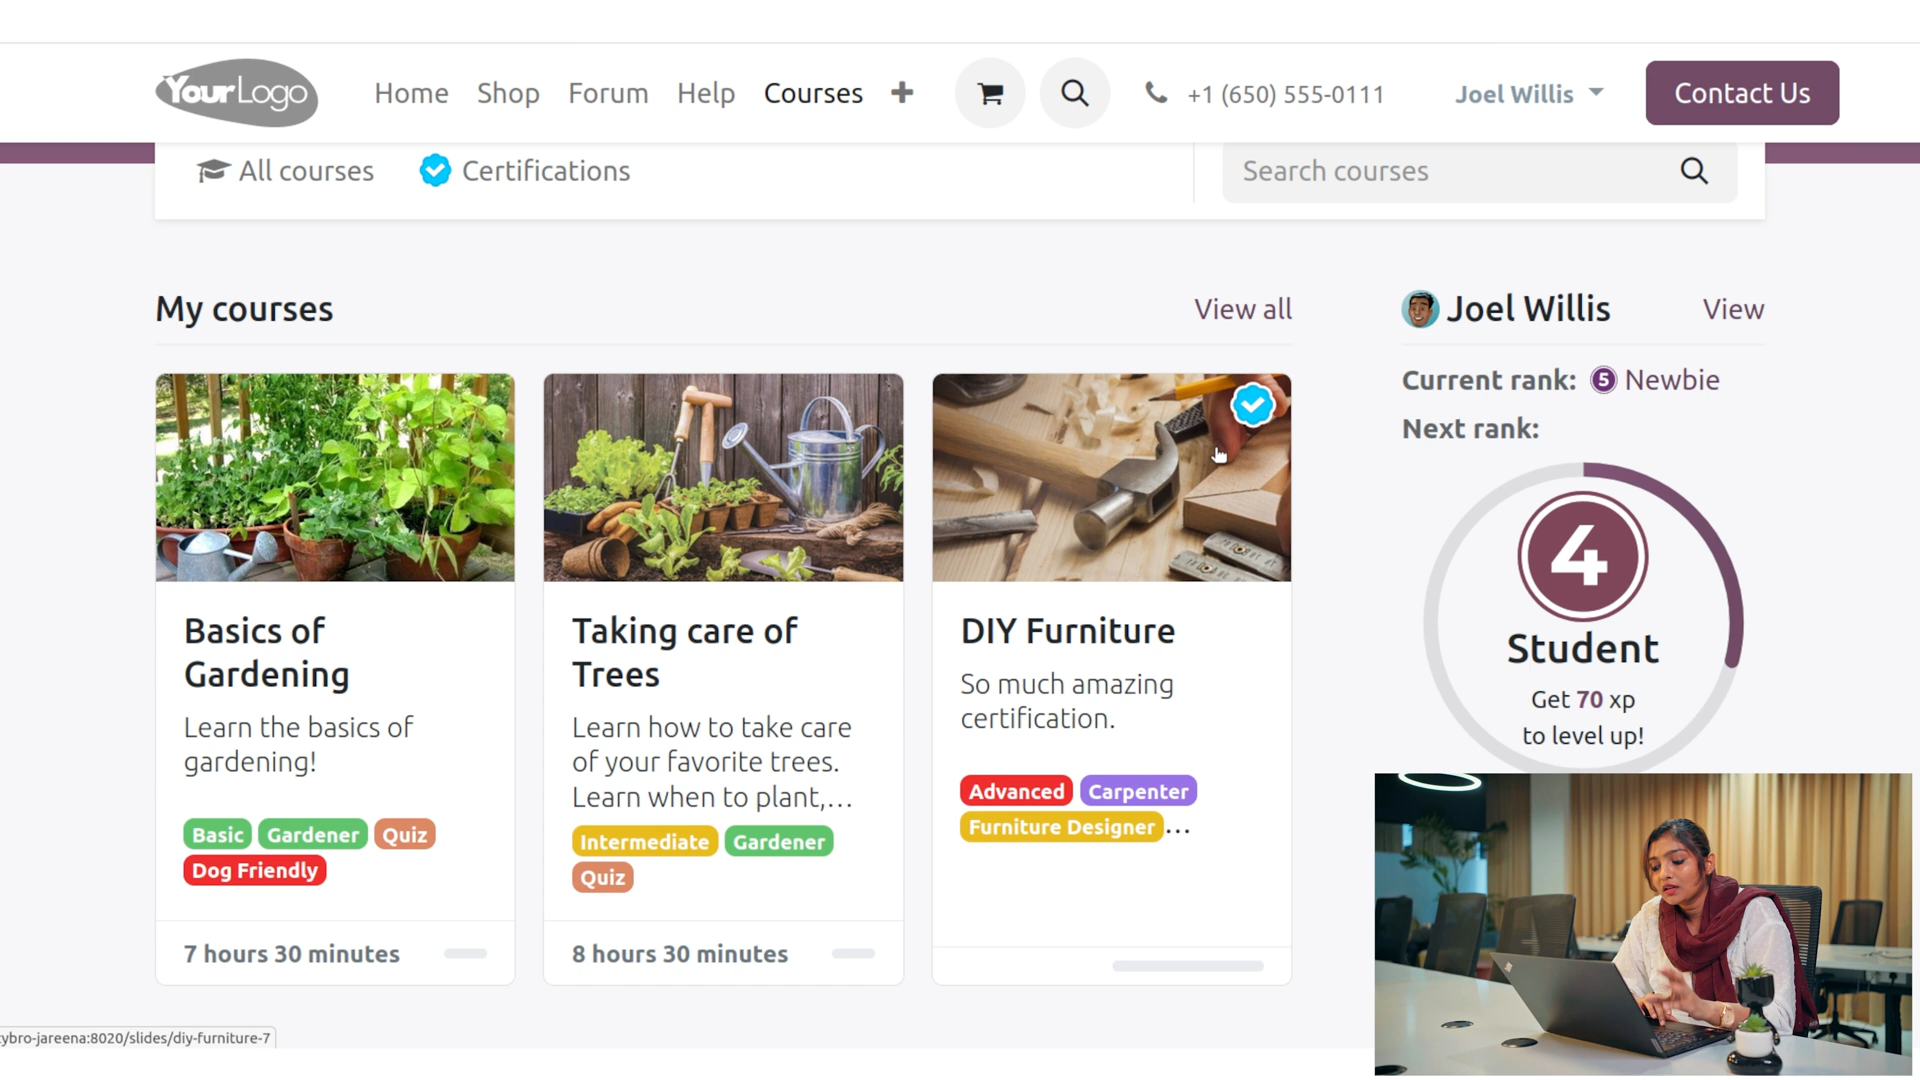 YourLogo
Home Shop Forum Help Courses
+1 (650) 555-0111
Joel Willis
Contact Us
All courses
Certifications
Search courses
My courses
View all
Basics of
Gardening
Learn the basics of
gardening!
Basic Gardener Quiz
Dog Friendly
7 hours 30 minutes
Taking care of
Trees
Learn how to take care
of your favorite trees.
Learn when to plant,...
Intermediate Gardener
Quiz
8 hours 30 minutes
DIY Furniture
So much amazing
certification.
Advanced Carpenter
Furniture Designer ...
Joel Willis View
Current rank: 5 Newbie
Next rank:
4
Student
Get 70 xp
to level up!
ybro-jareena:8020/slides/diy-furniture-7